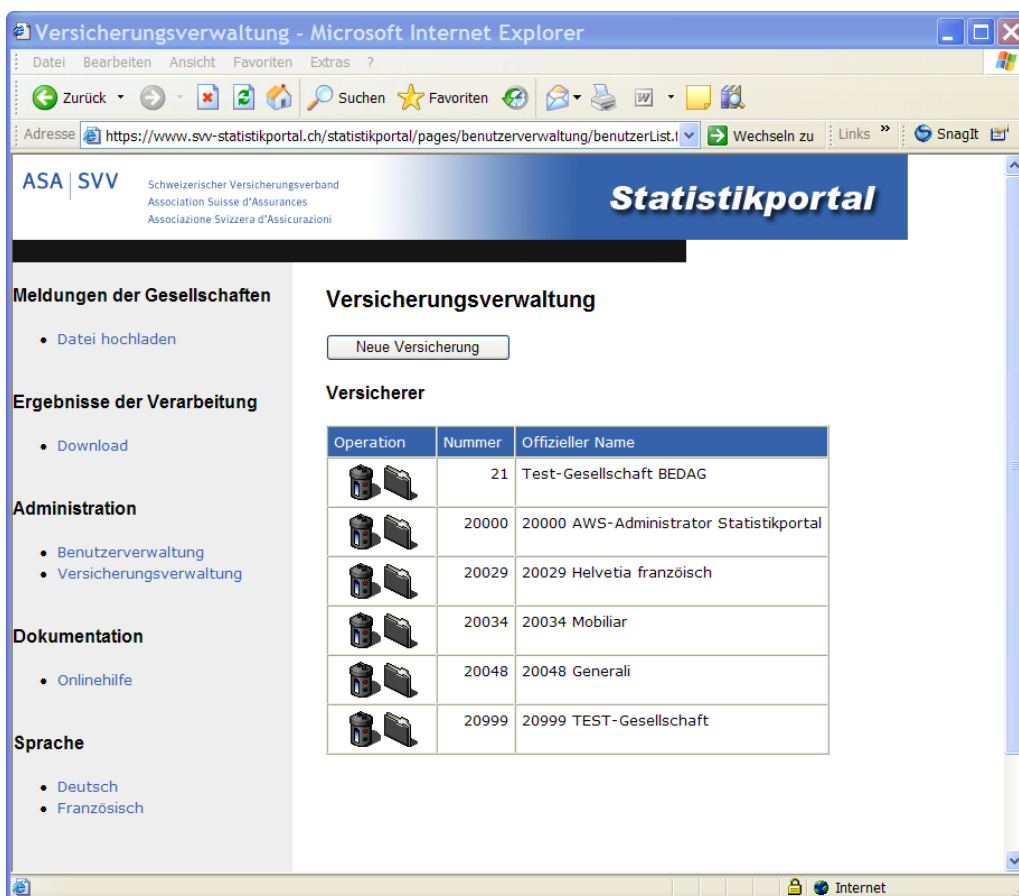 Versicherungsverwaltung - Microsoft Internet Explorer
Datei Bearbeiten Ansicht Favoriten Extras ?
Zurück Suchen Favoriten
Adresse https://www.svv-statistikportal.ch/statistikportal/pages/benutzerverwaltung/benutzerList.f Wechseln zu Links » SnagIt
ASA | SVV
Schweizerischer Versicherungsverband
Association Suisse d'Assurances
Associazione Svizzera d'Assicurazioni
Statistikportal
Meldungen der Gesellschaften
Datei hochladen
Ergebnisse der Verarbeitung
Download
Administration
Benutzerverwaltung
Versicherungsverwaltung
Dokumentation
Onlinehilfe
Sprache
Deutsch
Französisch
Versicherungsverwaltung
Neue Versicherung
Versicherer
Operation Nummer Offizieller Name
21 Test-Gesellschaft BEDAG
20000 20000 AWS-Administrator Statistikportal
20029 20029 Helvetia französich
20034 20034 Mobiliar
20048 20048 Generali
20999 20999 TEST-Gesellschaft
Internet